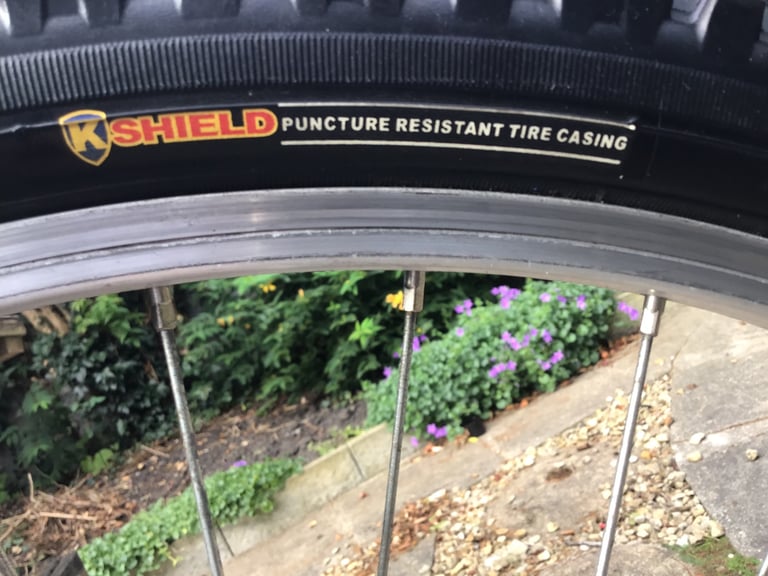 KSHIELD PUNCTURE RESISTANT TIRE CASING